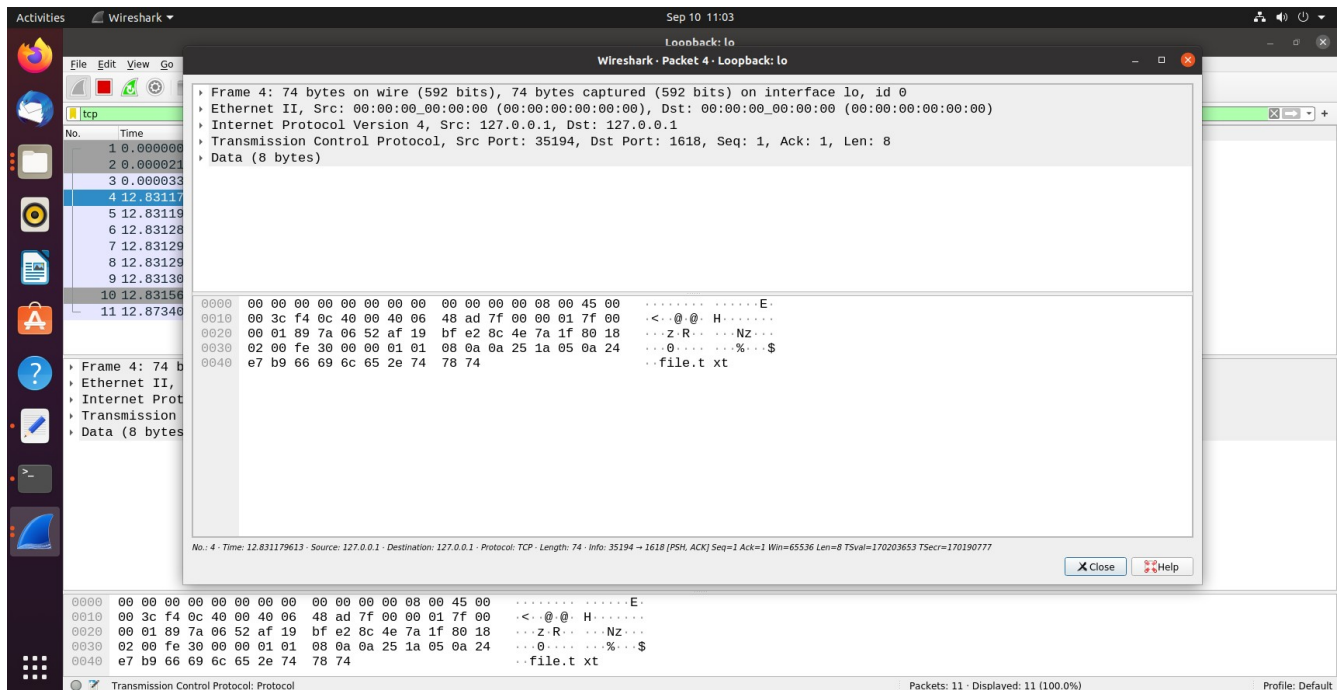 Activities Wireshark Sep 10 11:03
Loopback: lo
Wireshark · Packet 4 · Loopback: lo
File Edit View Go
tcp
No. Time
1 0.000000
2 0.000021
3 0.000033
4 12.83117
5 12.83119
6 12.83128
7 12.83129
8 12.83129
9 12.83130
10 12.83156
11 12.87340
Frame 4: 74 bytes on wire (592 bits), 74 bytes captured (592 bits) on interface lo, id 0
Ethernet II, Src: 00:00:00_00:00:00 (00:00:00:00:00:00), Dst: 00:00:00_00:00:00 (00:00:00:00:00:00)
Internet Protocol Version 4, Src: 127.0.0.1, Dst: 127.0.0.1
Transmission Control Protocol, Src Port: 35194, Dst Port: 1618, Seq: 1, Ack: 1, Len: 8
Data (8 bytes)
0000 00 00 00 00 00 00 00 00 00 00 00 00 08 00 45 00 ········ ······E·
0010 00 3c f4 0c 40 00 40 06 48 ad 7f 00 00 01 7f 00 ·<··@·@· H·······
0020 00 01 89 7a 06 52 af 19 bf e2 8c 4e 7a 1f 80 18 ···z·R·· ···Nz···
0030 02 00 fe 30 00 00 01 01 08 0a 0a 25 1a 05 0a 24 ···0···· ···%···$
0040 e7 b9 66 69 6c 65 2e 74 78 74 ··file.t xt
No.: 4 · Time: 12.831179613 · Source: 127.0.0.1 · Destination: 127.0.0.1 · Protocol: TCP · Length: 74 · Info: 35194 → 1618 [PSH, ACK] Seq=1 Ack=1 Win=65536 Len=8 TSval=170203653 TSecr=170190777
Close Help
Frame 4: 74 b
Ethernet II,
Internet Prot
Transmission
Data (8 bytes
0000 00 00 00 00 00 00 00 00 00 00 00 00 08 00 45 00 ········ ······E·
0010 00 3c f4 0c 40 00 40 06 48 ad 7f 00 00 01 7f 00 ·<··@·@· H·······
0020 00 01 89 7a 06 52 af 19 bf e2 8c 4e 7a 1f 80 18 ···z·R·· ···Nz···
0030 02 00 fe 30 00 00 01 01 08 0a 0a 25 1a 05 0a 24 ···0···· ···%···$
0040 e7 b9 66 69 6c 65 2e 74 78 74 ··file.t xt
Transmission Control Protocol: Protocol Packets: 11 · Displayed: 11 (100.0%) Profile: Default